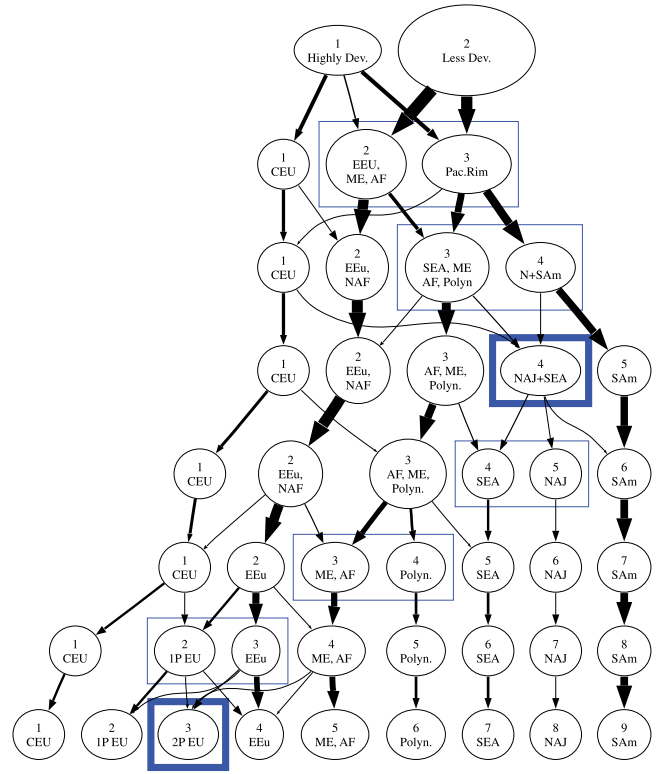 1
Highly Dev.
2
Less Dev.
1
CEU
2
EEU,
ME, AF
3
Pac.Rim
1
CEU
2
EEu,
NAF
3
SEA, ME
AF, Polyn
4
N+SAm
1
CEU
2
EEu,
NAF
3
AF, ME,
Polyn.
4
NAJ+SEA
5
SAm
1
CEU
2
EEu,
NAF
3
AF, ME,
Polyn.
4
SEA
5
NAJ
6
SAm
1
CEU
2
EEu
3
ME, AF
4
Polyn.
5
SEA
6
NAJ
7
SAm
1
CEU
2
1P EU
3
EEu
4
ME, AF
5
Polyn.
6
SEA
7
NAJ
8
SAm
1
CEU
2
1P EU
3
2P EU
4
EEu
5
ME, AF
6
Polyn.
7
SEA
8
NAJ
9
SAm